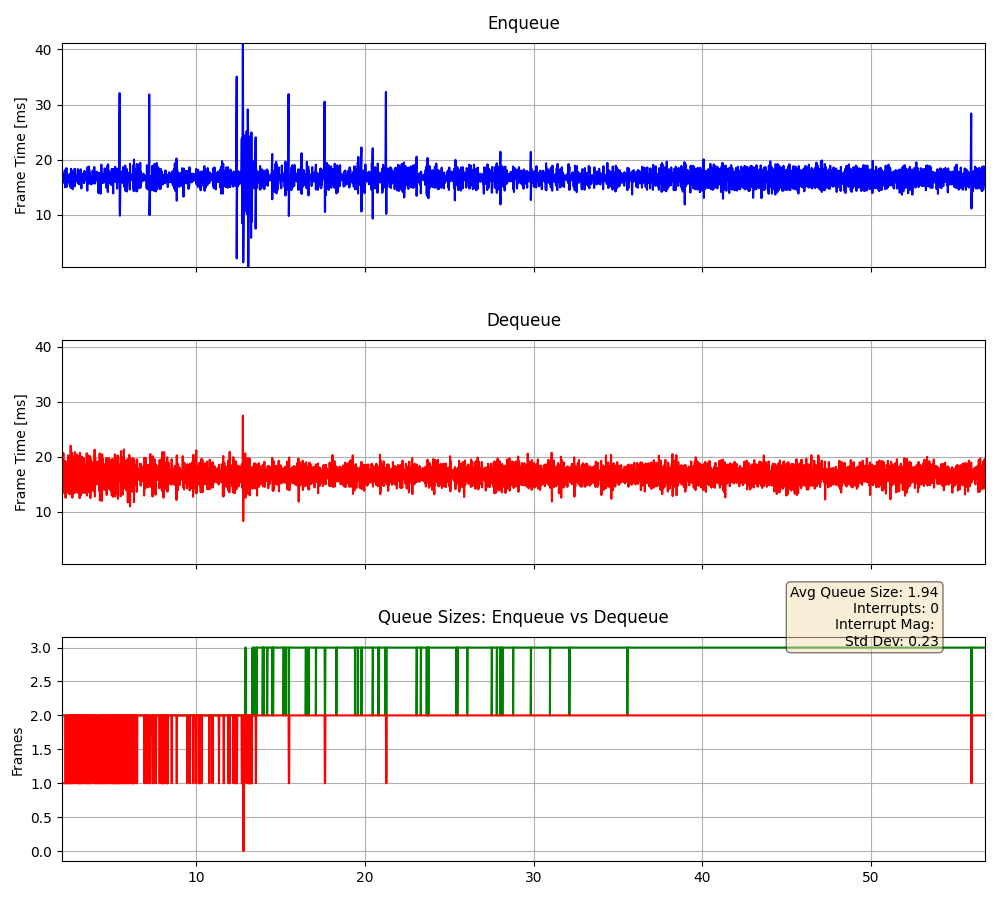 Enqueue
Frame Time [ms]
40
30
20
10
Dequeue
Frame Time [ms]
40
30
20
10
Avg Queue Size: 1.94
Interrupts: 0
Interrupt Mag:
Std Dev: 0.23
Queue Sizes: Enqueue vs Dequeue
Frames
3.0
2.5
2.0
1.5
1.0
0.5
0.0
10 20 30 40 50